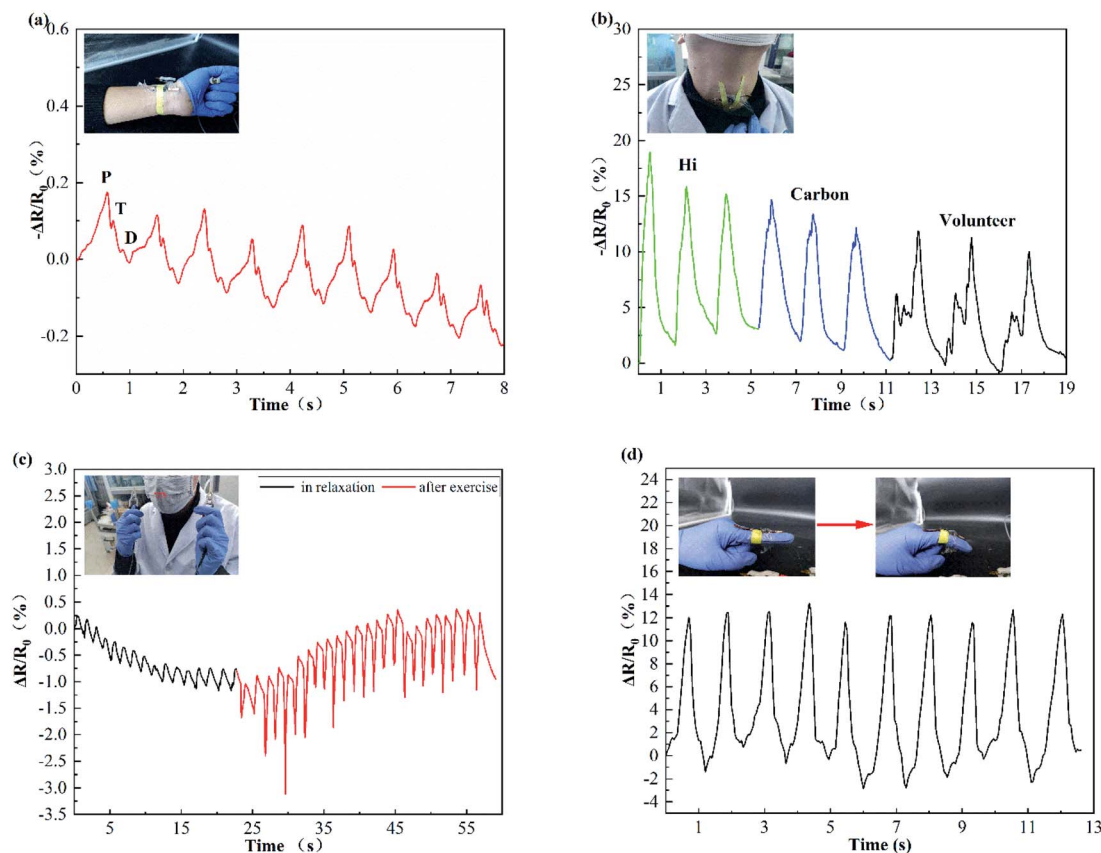 (a)
0.6
0.4
0.2
0.0
-0.2
-ΔR/R₀ (%)
P
T
D
0 1 2 3 4 5 6 7 8
Time (s)
(b)
30
25
20
15
10
5
0
-ΔR/R₀ (%)
Hi
Carbon
Volunteer
1 3 5 7 9 11 13 15 17 19
Time (s)
(c)
3.0
2.5
2.0
1.5
1.0
0.5
0.0
-0.5
-1.0
-1.5
-2.0
-2.5
-3.0
-3.5
ΔR/R₀ (%)
in relaxation after exercise
5 15 25 35 45 55
Time (s)
(d)
24
22
20
18
16
14
12
10
8
6
4
2
0
-2
-4
ΔR/R₀ (%)
1 3 5 7 9 11 13
Time (s)